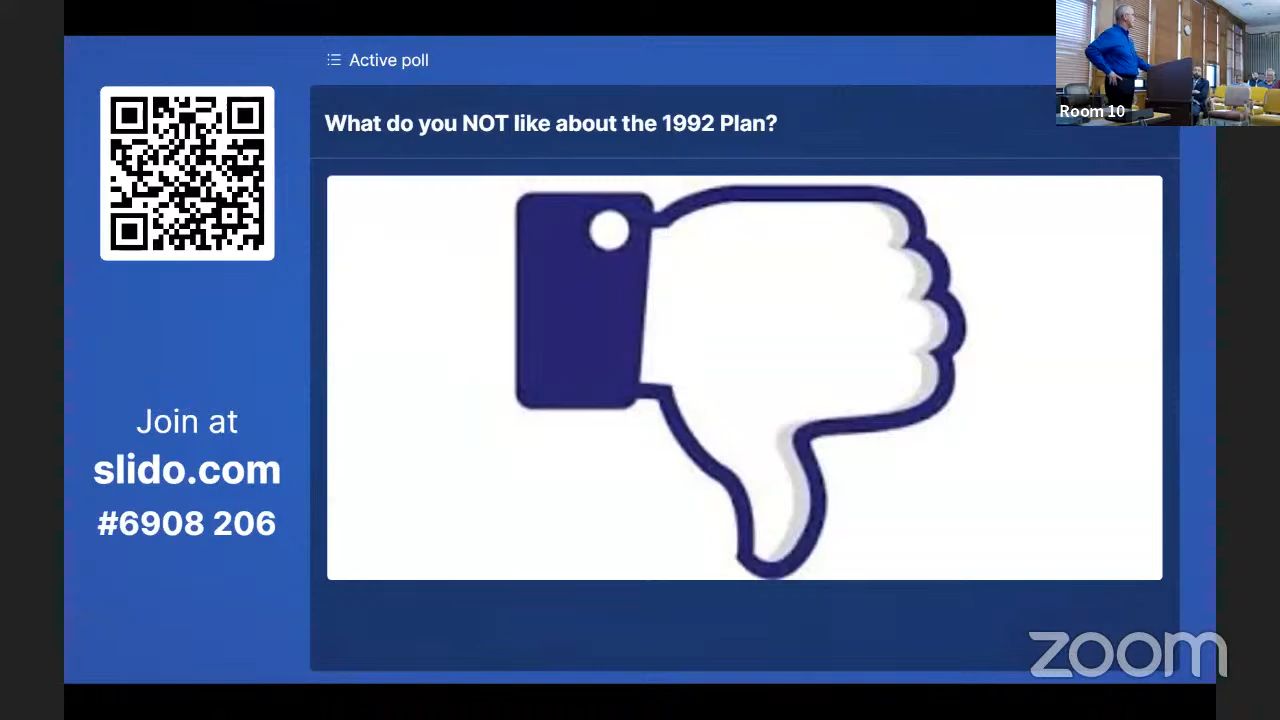 Active poll
What do you NOT like about the 1992 Plan?
Room 10
Join at
slido.com
#6908 206
zoom